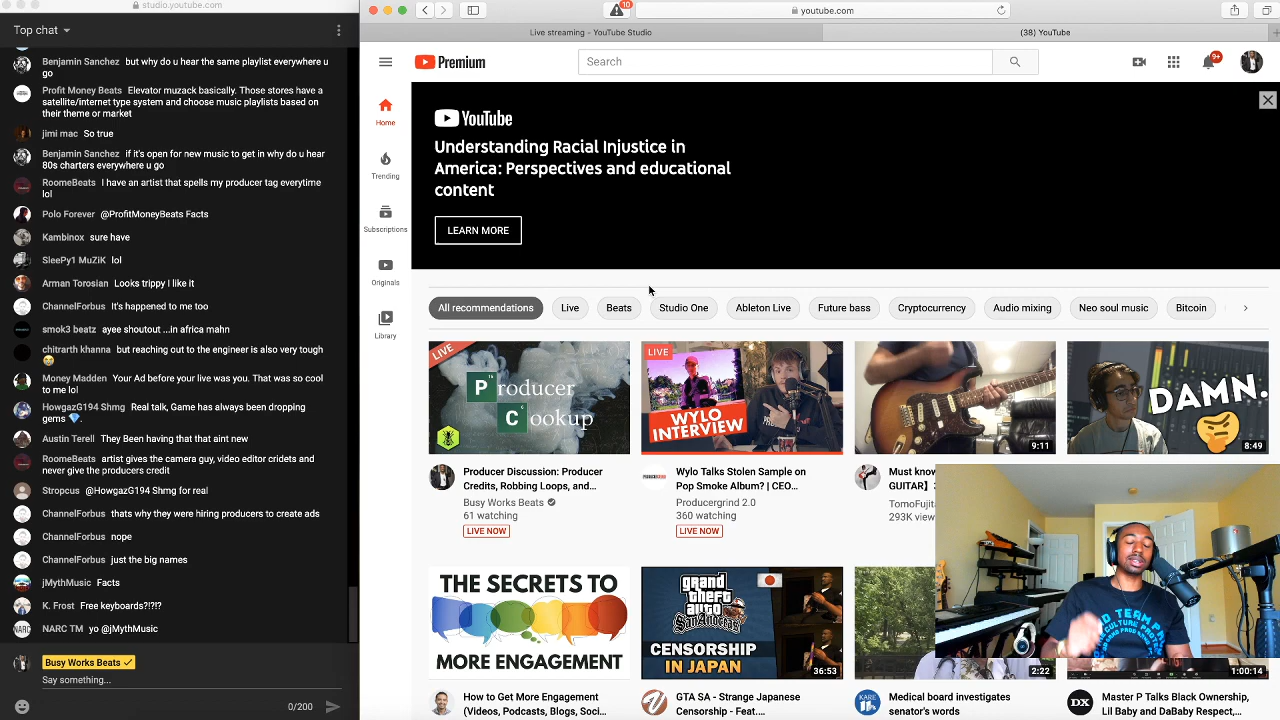 studio.youtube.com
Top chat
Benjamin Sanchez but why do u hear the same playlist everywhere u
go
Profit Money Beats Elevator muzack basically. Those stores have a
satellite/internet type system and choose music playlists based on
their theme or market
jimi mac So true
Benjamin Sanchez if it's open for new music to get in why do u hear
80s charters everywhere u go
RoomeBeats I have an artist that spells my producer tag everytime
lol
Polo Forever @ProfitMoneyBeats Facts
Kambinox sure have
SleePy1 MuZiK lol
Arman Torosian Looks trippy I like it
ChannelForbus It's happened to me too
smok3 beatz ayee shoutout ...in africa mahn
chitrarth khanna but reaching out to the engineer is also very tough
Money Madden Your Ad before your live was you. That was so cool
to me lol
HowgazG194 Shmg Real talk, Game has always been dropping
gems
Austin Terell They Been having that that aint new
RoomeBeats artist gives the camera guy, video editor cridets and
never give the producers credit
Stropcus @HowgazG194 Shmg for real
ChannelForbus thats why they were hiring producers to create ads
ChannelForbus nope
ChannelForbus just the big names
jMythMusic Facts
K. Frost Free keyboards?!?!?
NARC TM yo @jMythMusic
Busy Works Beats
Say something...
0/200
10
youtube.com
Live streaming - YouTube Studio
(38) YouTube
Premium
Search
9+
Home
Trending
Subscriptions
Originals
Library
YouTube
Understanding Racial Injustice in
America: Perspectives and educational
content
LEARN MORE
All recommendations
Live
Beats
Studio One
Ableton Live
Future bass
Cryptocurrency
Audio mixing
Neo soul music
Bitcoin
LIVE
Producer
Cookup
LIVE
WYLO
INTERVIEW
9:11
DAMN.
8:49
Producer Discussion: Producer
Credits, Robbing Loops, and...
Busy Works Beats
61 watching
LIVE NOW
Wylo Talks Stolen Sample on
Pop Smoke Album? | CEO...
Producergrind 2.0
360 watching
LIVE NOW
Must know
GUITAR】
TomoFujit
293K view
THE SECRETS TO
MORE ENGAGEMENT
grand
theft
auto
San Andreas
CENSORSHIP
IN JAPAN
36:53
2:22
1:00:14
How to Get More Engagement
(Videos, Podcasts, Blogs, Soci...
GTA SA - Strange Japanese
Censorship - Feat....
KARE
Medical board investigates
senator's words
DX
Master P Talks Black Ownership,
Lil Baby and DaBaby Respect,...